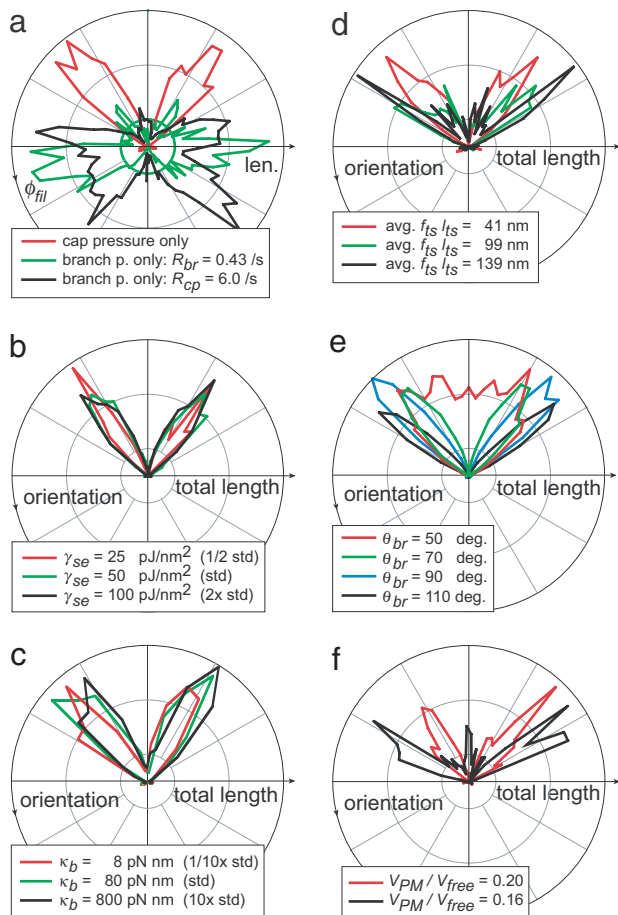 a
ϕfil
len.
cap pressure only
branch p. only: Rbr = 0.43 /s
branch p. only: Rcp = 6.0 /s
b
orientation
total length
γse = 25 pJ/nm² (1/2 std)
γse = 50 pJ/nm² (std)
γse = 100 pJ/nm² (2x std)
c
orientation
total length
κb = 8 pN nm (1/10x std)
κb = 80 pN nm (std)
κb = 800 pN nm (10x std)
d
orientation
total length
avg. fts lts = 41 nm
avg. fts lts = 99 nm
avg. fts lts = 139 nm
e
orientation
total length
θbr = 50 deg.
θbr = 70 deg.
θbr = 90 deg.
θbr = 110 deg.
f
orientation
total length
VPM / Vfree = 0.20
VPM / Vfree = 0.16